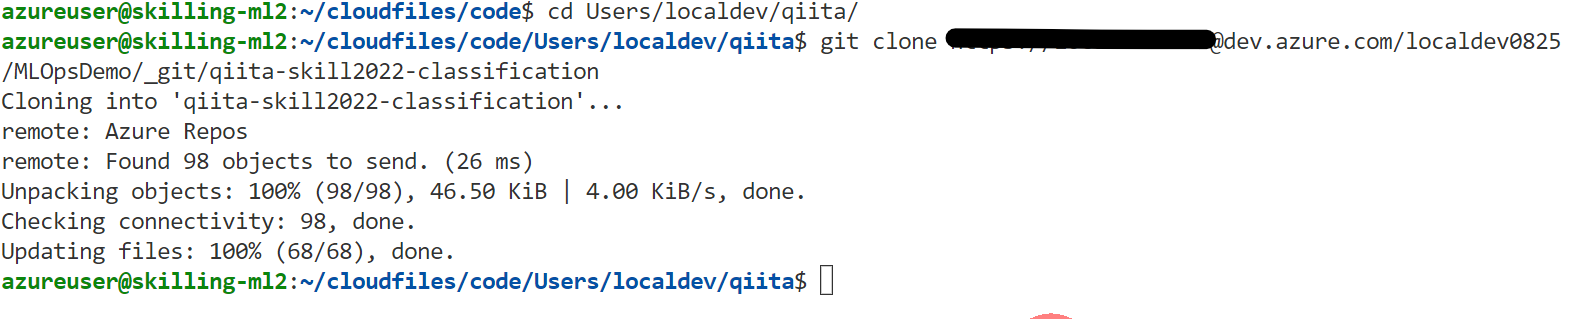 azureuser@skilling-ml2:~/cloudfiles/code$ cd Users/localdev/qiita/
azureuser@skilling-ml2:~/cloudfiles/code/Users/localdev/qiita$ git clone @dev.azure.com/localdev0825
/MLOpsDemo/_git/qiita-skill2022-classification
Cloning into 'qiita-skill2022-classification'...
remote: Azure Repos
remote: Found 98 objects to send. (26 ms)
Unpacking objects: 100% (98/98), 46.50 KiB | 4.00 KiB/s, done.
Checking connectivity: 98, done.
Updating files: 100% (68/68), done.
azureuser@skilling-ml2:~/cloudfiles/code/Users/localdev/qiita$